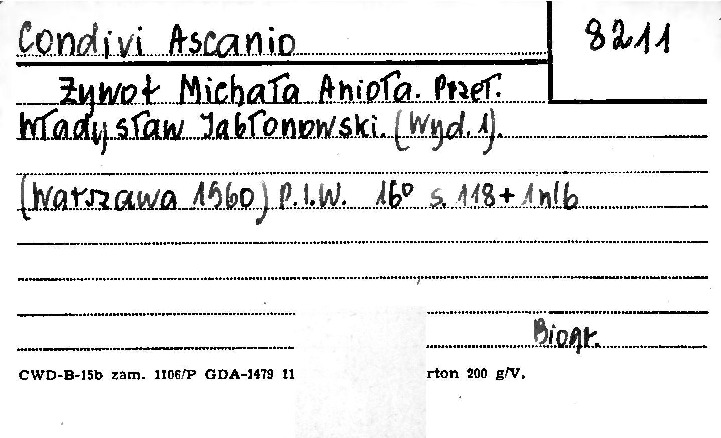 Condivi Ascanio
8211
Żywot Michała Anioła. Przeł.
Władysław Jabłonowski. (Wyd. 1).
(Warszawa 1960) P.I.W. 16° s. 118 + 1 nlb
Biogr.
CWD-B-15b zam. 1106/P GDA-1479 11 rton 200 g/V.